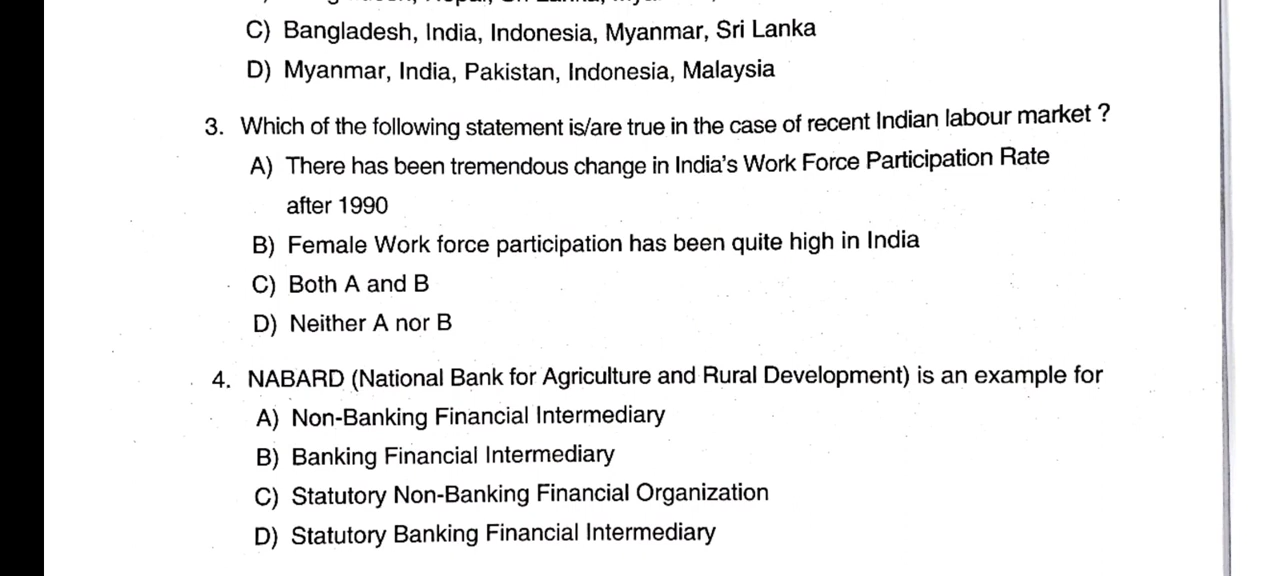 C) Bangladesh, India, Indonesia, Myanmar, Sri Lanka
D) Myanmar, India, Pakistan, Indonesia, Malaysia
3. Which of the following statement is/are true in the case of recent Indian labour market ?
A) There has been tremendous change in India's Work Force Participation Rate
after 1990
B) Female Work force participation has been quite high in India
C) Both A and B
D) Neither A nor B
4. NABARD (National Bank for Agriculture and Rural Development) is an example for
A) Non-Banking Financial Intermediary
B) Banking Financial Intermediary
C) Statutory Non-Banking Financial Organization
D) Statutory Banking Financial Intermediary